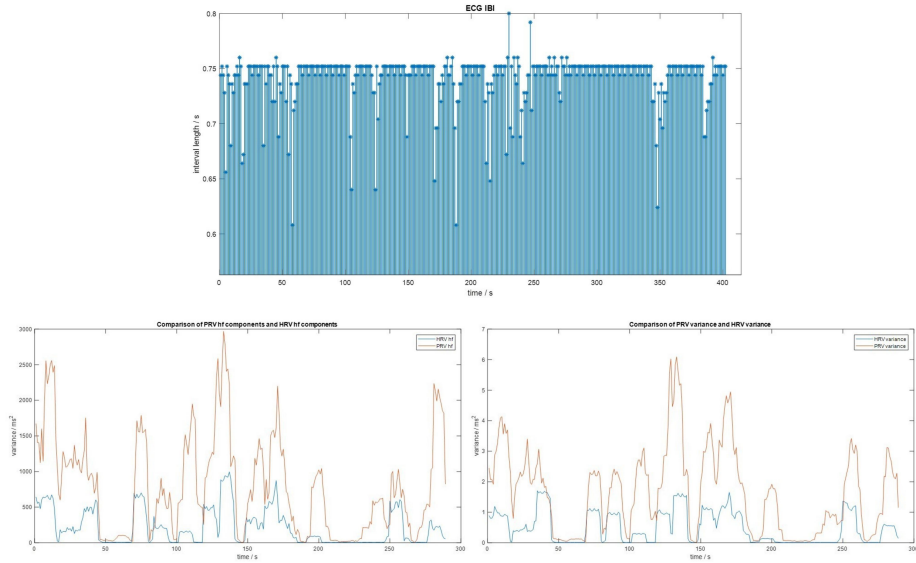 ECG IBI
interval length / s
0.8
0.75
0.7
0.65
0.6
0 50 100 150 200 250 300 350 400
time / s
Comparison of PRV hf components and HRV hf components
HRV hf
PRV hf
variance / ms²
3000
2500
2000
1500
1000
500
0
0 50 100 150 200 250 300
time / s
Comparison of PRV variance and HRV variance
HRV variance
PRV variance
variance / ms²
7
6
5
4
3
2
1
0
0 50 100 150 200 250 300
time / s